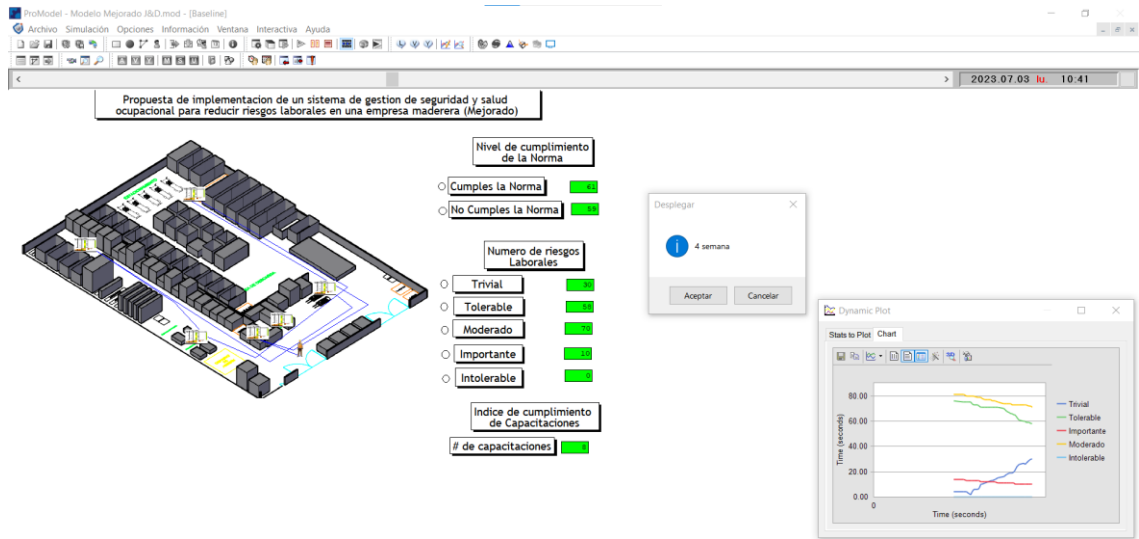 ProModel - Modelo Mejorado J&D.mod - [Baseline]
Archivo Simulación Opciones Información Ventana Interactiva Ayuda
2023.07.03 lu. 10:41
Propuesta de implementacion de un sistema de gestion de seguridad y salud
ocupacional para reducir riesgos laborales en una empresa maderera (Mejorado)
Nivel de cumplimiento
de la Norma
Cumples la Norma 61
No Cumples la Norma 59
Numero de riesgos
Laborales
Trivial 30
Tolerable
Moderado 70
Importante 10
Intolerable 0
Indice de cumplimiento
de Capacitaciones
# de capacitaciones
H
Desplegar
4 semana
Aceptar Cancelar
Dynamic Plot
Stats to Plot Chart
Time (seconds)
80.00
60.00
40.00
20.00
0.00
0
Time (seconds)
Trivial
Tolerable
Importante
Moderado
Intolerable